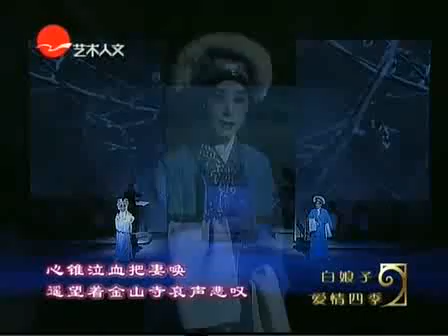 艺术人文
心锥泣血把妻唤
遥望着金山寺哀声悲叹
白娘子
爱情四季